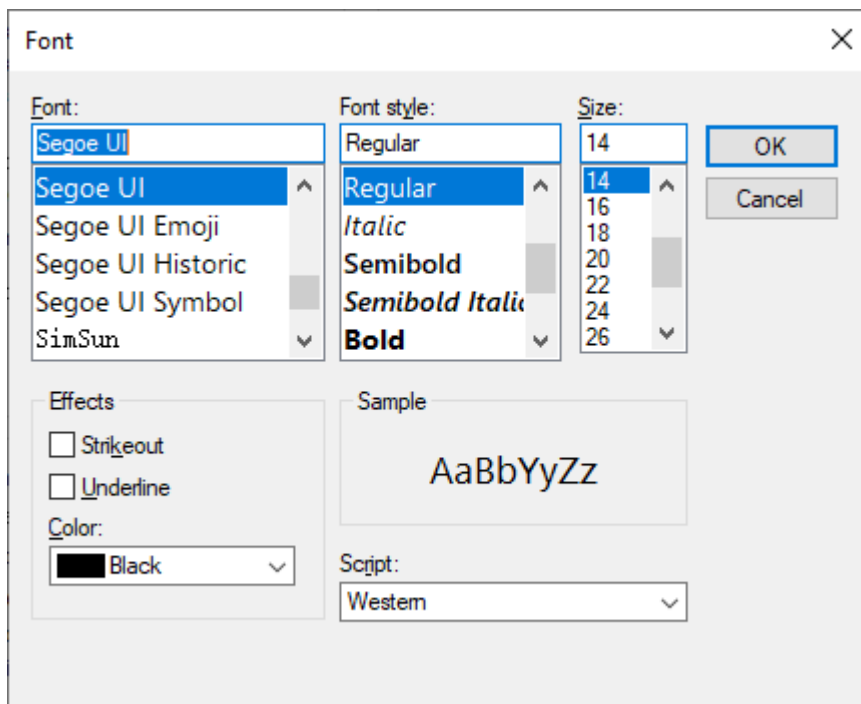 Font
Font:
Segoe UI
Segoe UI
Segoe UI Emoji
Segoe UI Historic
Segoe UI Symbol
SimSun
Font style:
Regular
Regular
Italic
Semibold
Semibold Italic
Bold
Size:
14
14
16
18
20
22
24
26
OK
Cancel
Effects
Strikeout
Underline
Color:
Black
Sample
AaBbYyZz
Script:
Western